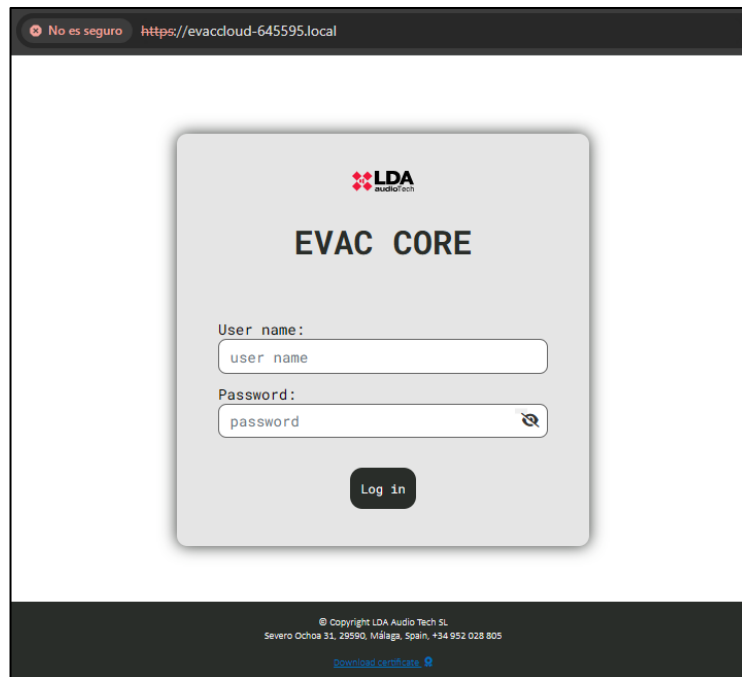 No es seguro https://evaccloud-645595.local
LDA
audioTech
EVAC CORE
User name:
user name
Password:
password
Log in
© Copyright LDA Audio Tech SL
Severo Ochoa 31, 29590, Málaga, Spain, +34 952 028 805
Download certificate